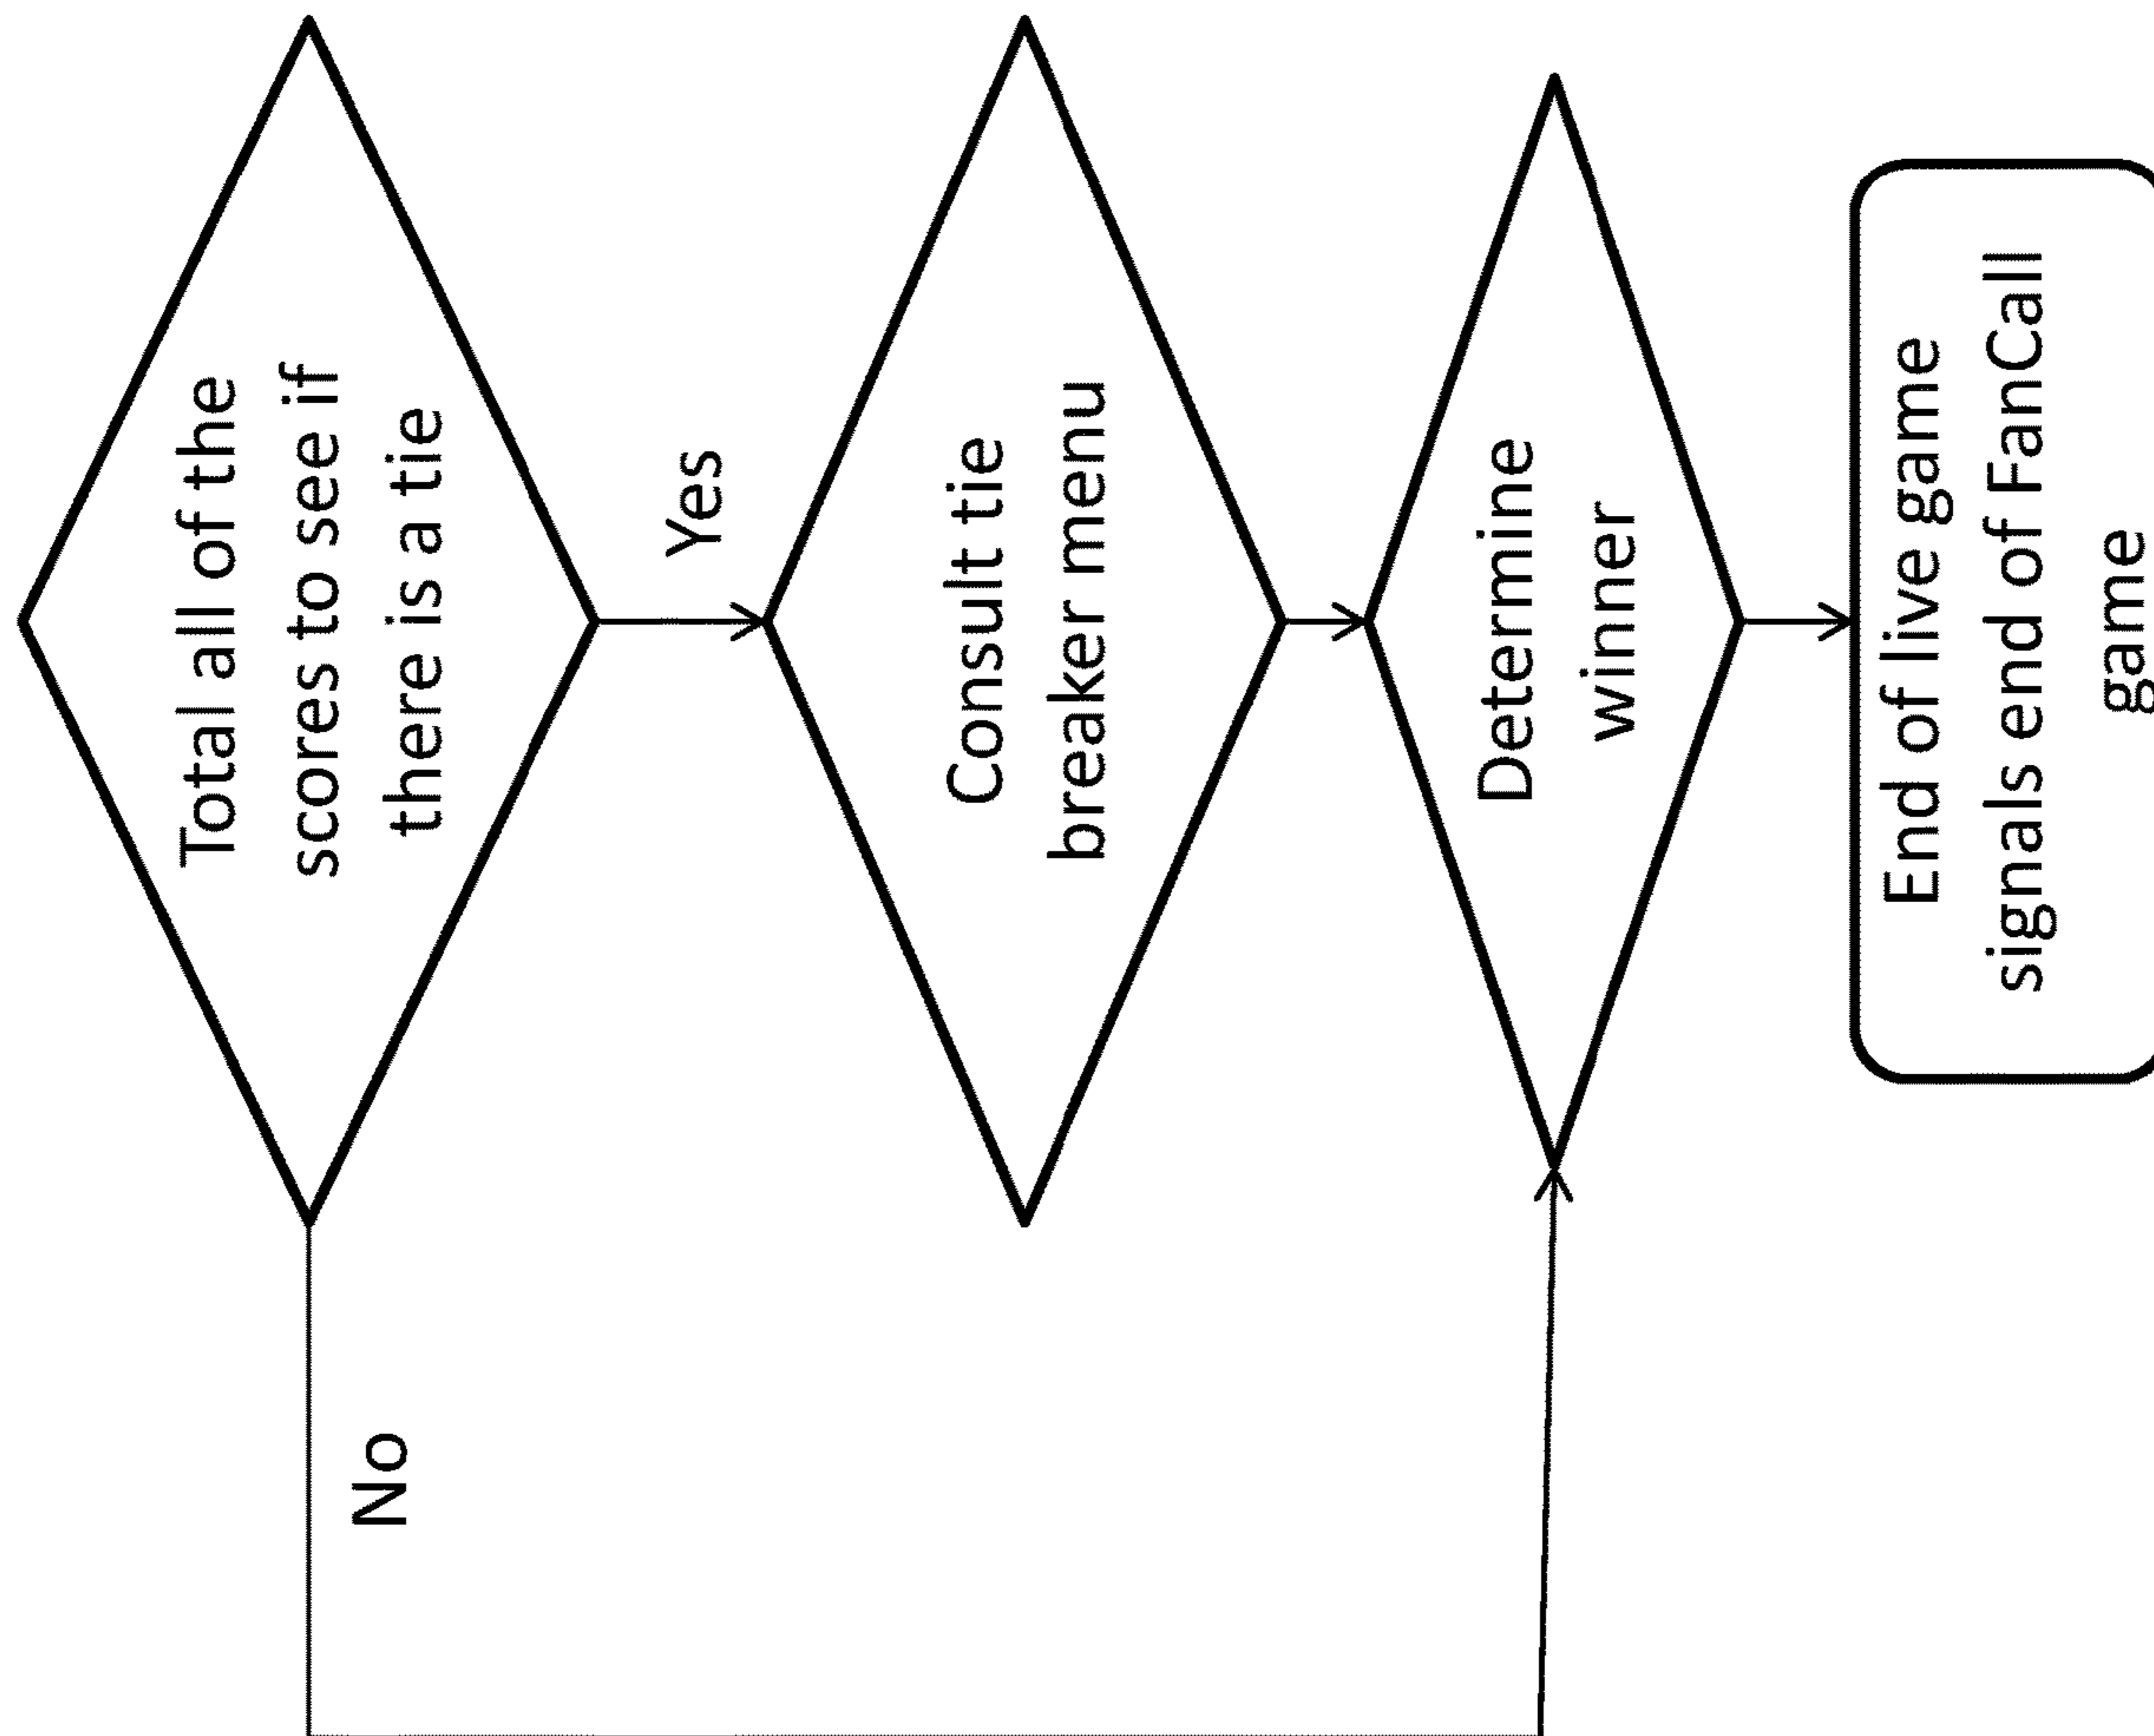 Total all of the
scores to see if
there is a tie
Yes
No
Consult tie
breaker menu
Determine
winner
End of live game
signals end of FanCall
game